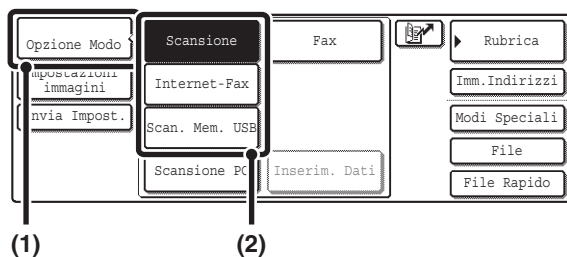 Opzione Modo
Scansione
Fax
Rubrica
Impostazioni
immagini
Internet-Fax
Imm.Indirizzi
Invia Impost.
Scan. Mem. USB
Modi Speciali
File
Scansione PC
Inserim. Dati
File Rapido
(1)
(2)